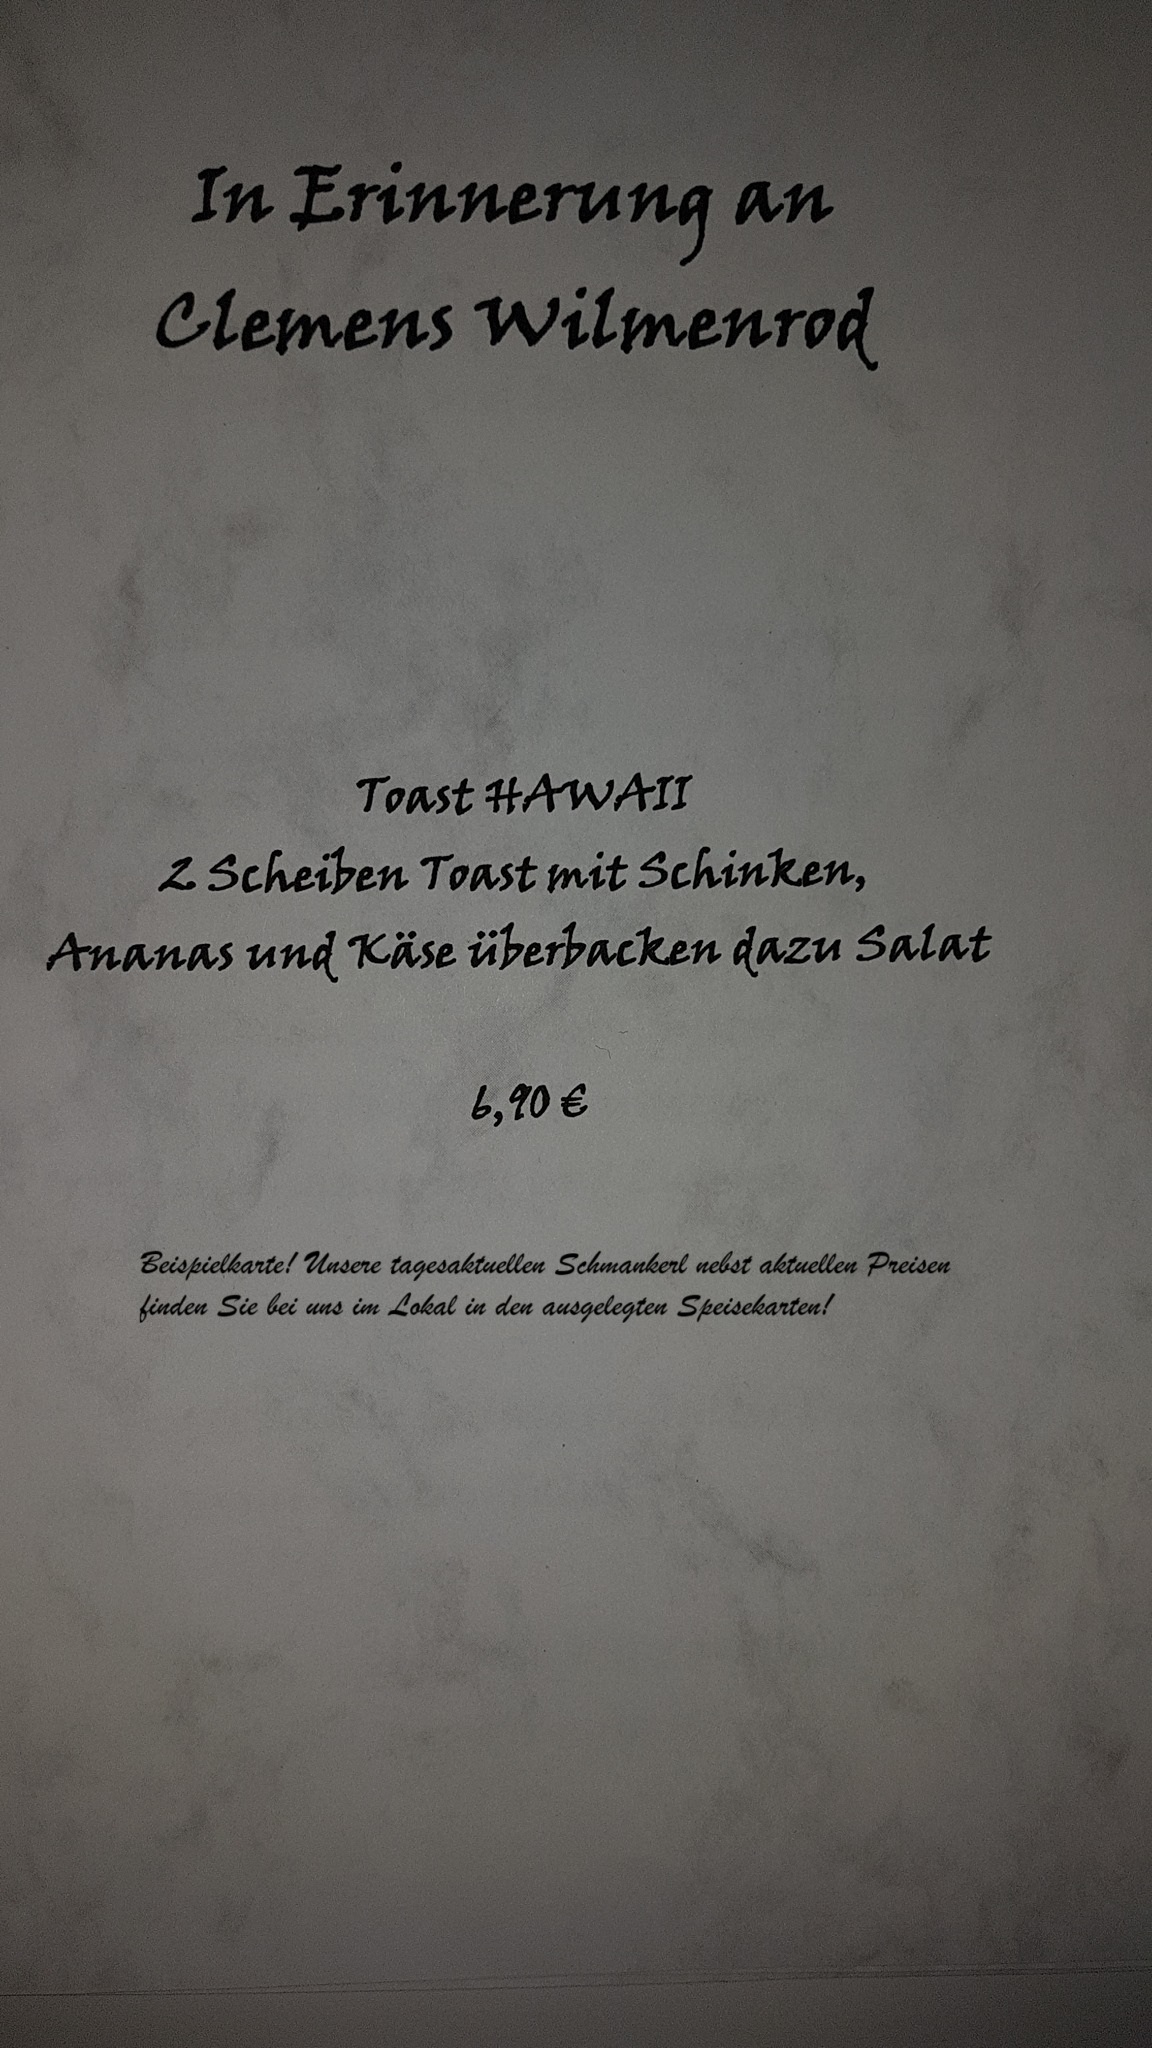 In Erinnerung an
Clemens Wilmenrod
Toast HAWAII
2 Scheiben Toast mit Schinken,
Ananas und Käse überbacken dazu Salat
6,90 €
Beispielkarte! Unsere tagesaktuellen Schmankerl nebst aktuellen Preisen
finden Sie bei uns im Lokal in den ausgelegten Speisekarten!